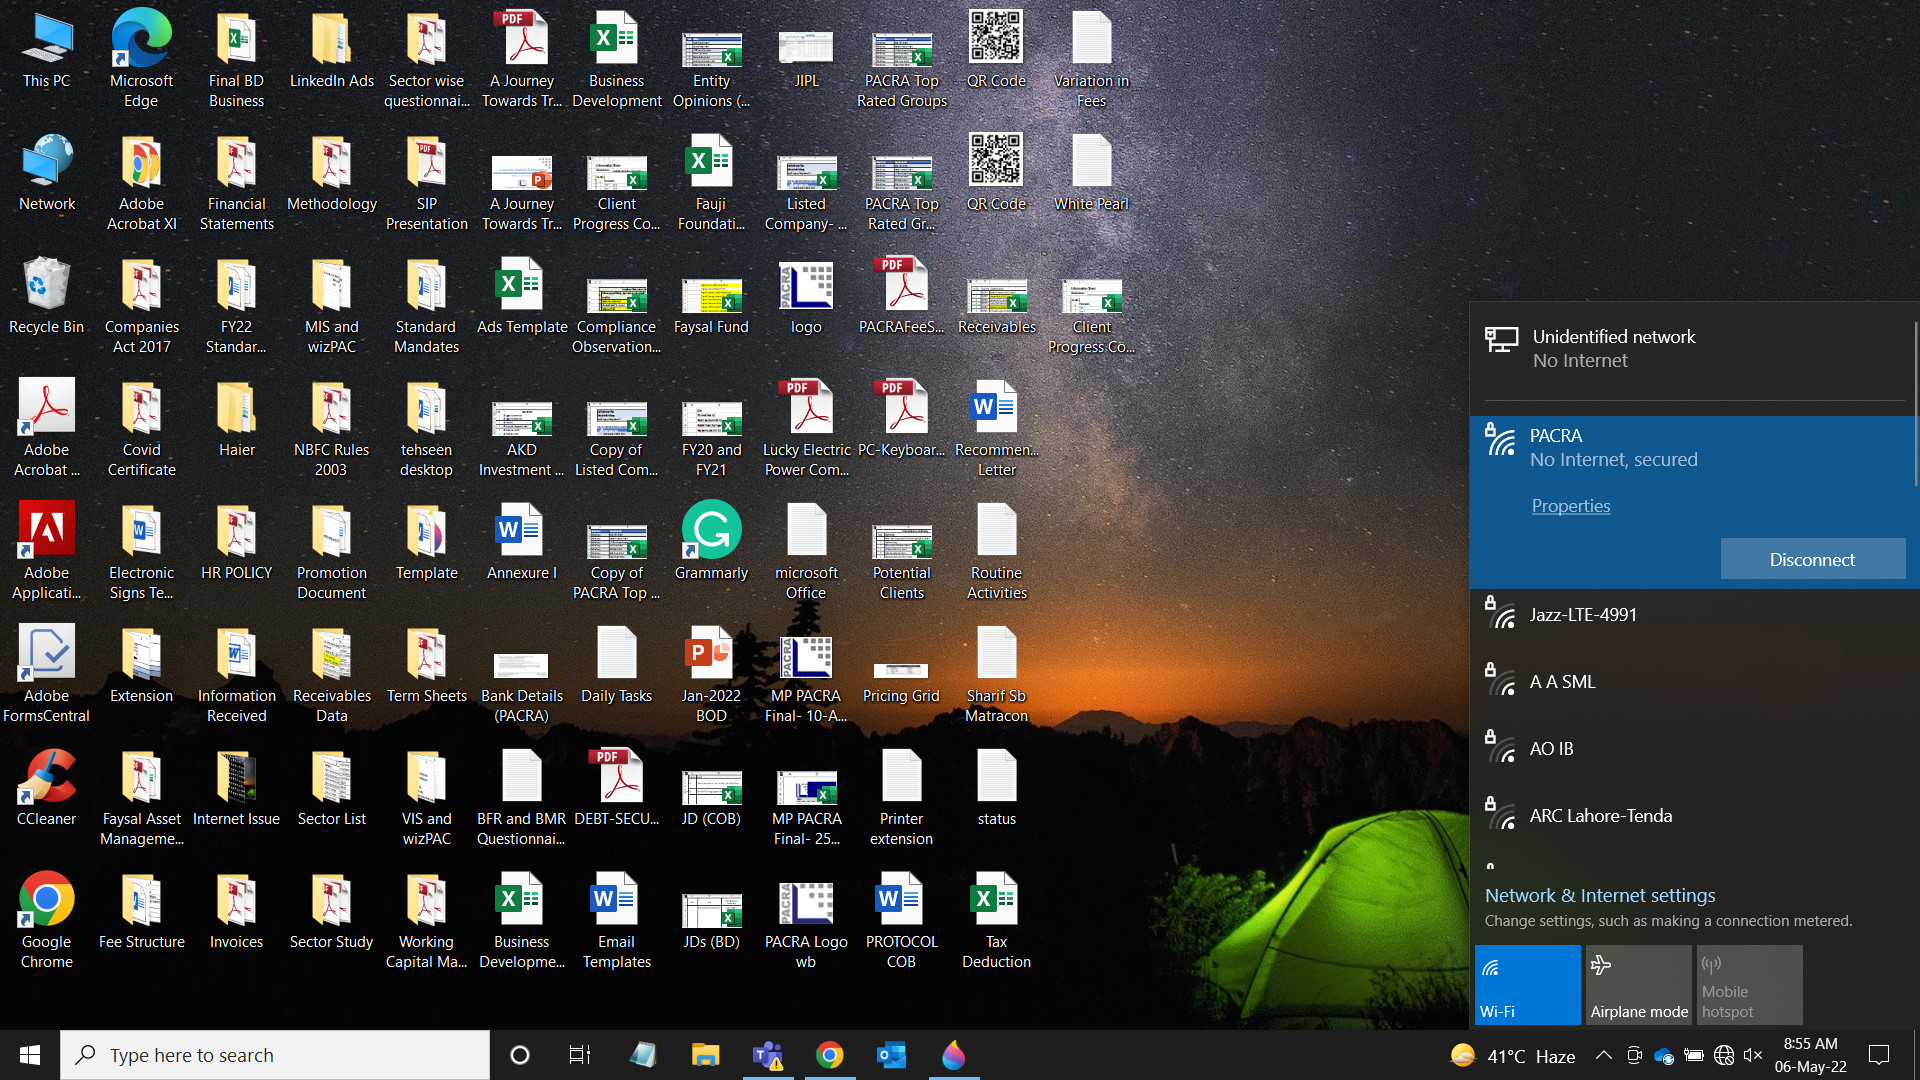 This PC
Microsoft
Edge
Final BD
Business
LinkedIn Ads
Sector wise
questionnai...
A Journey
Towards Tr...
Business
Development
Entity
Opinions (...
JIPL
PACRA Top
Rated Groups
QR Code
Variation in
Fees
Network
Adobe
Acrobat XI
Financial
Statements
Methodology
SIP
Presentation
A Journey
Towards Tr...
Client
Progress Co...
Fauji
Foundati...
Listed
Company- ...
PACRA Top
Rated Gr...
QR Code
White Pearl
Recycle Bin
Companies
Act 2017
FY22
Standar...
MIS and
wizPAC
Standard
Mandates
Ads Template
Compliance
Observation...
Faysal Fund
logo
PACRAFeeS...
Receivables
Client
Progress Co...
Adobe
Acrobat ...
Covid
Certificate
Haier
NBFC Rules
2003
tehseen
desktop
AKD
Investment ...
Copy of
Listed Com...
FY20 and
FY21
Lucky Electric
Power Com...
PC-Keyboar...
Recommen...
Letter
Adobe
Applicati...
Electronic
Signs Te...
HR POLICY
Promotion
Document
Template
Annexure I
Copy of
PACRA Top ...
Grammarly
microsoft
Office
Potential
Clients
Routine
Activities
Adobe
FormsCentral
Extension
Information
Received
Receivables
Data
Term Sheets
Bank Details
(PACRA)
Daily Tasks
Jan-2022
BOD
MP PACRA
Final- 10-A...
Pricing Grid
Sharif Sb
Matracon
CCleaner
Faysal Asset
Manageme...
Internet Issue
Sector List
VIS and
wizPAC
BFR and BMR
Questionnai...
DEBT-SECU...
JD (COB)
MP PACRA
Final- 25...
Printer
extension
status
Google
Chrome
Fee Structure
Invoices
Sector Study
Working
Capital Ma...
Business
Developme...
Email
Templates
JDs (BD)
PACRA Logo
wb
PROTOCOL
COB
Tax
Deduction
Unidentified network
No Internet
PACRA
No Internet, secured
Properties
Disconnect
Jazz-LTE-4991
A A SML
AO IB
ARC Lahore-Tenda
Network & Internet settings
Change settings, such as making a connection metered.
Wi-Fi
Airplane mode
Mobile
hotspot
Type here to search
41°C Haze
8:55 AM
06-May-22